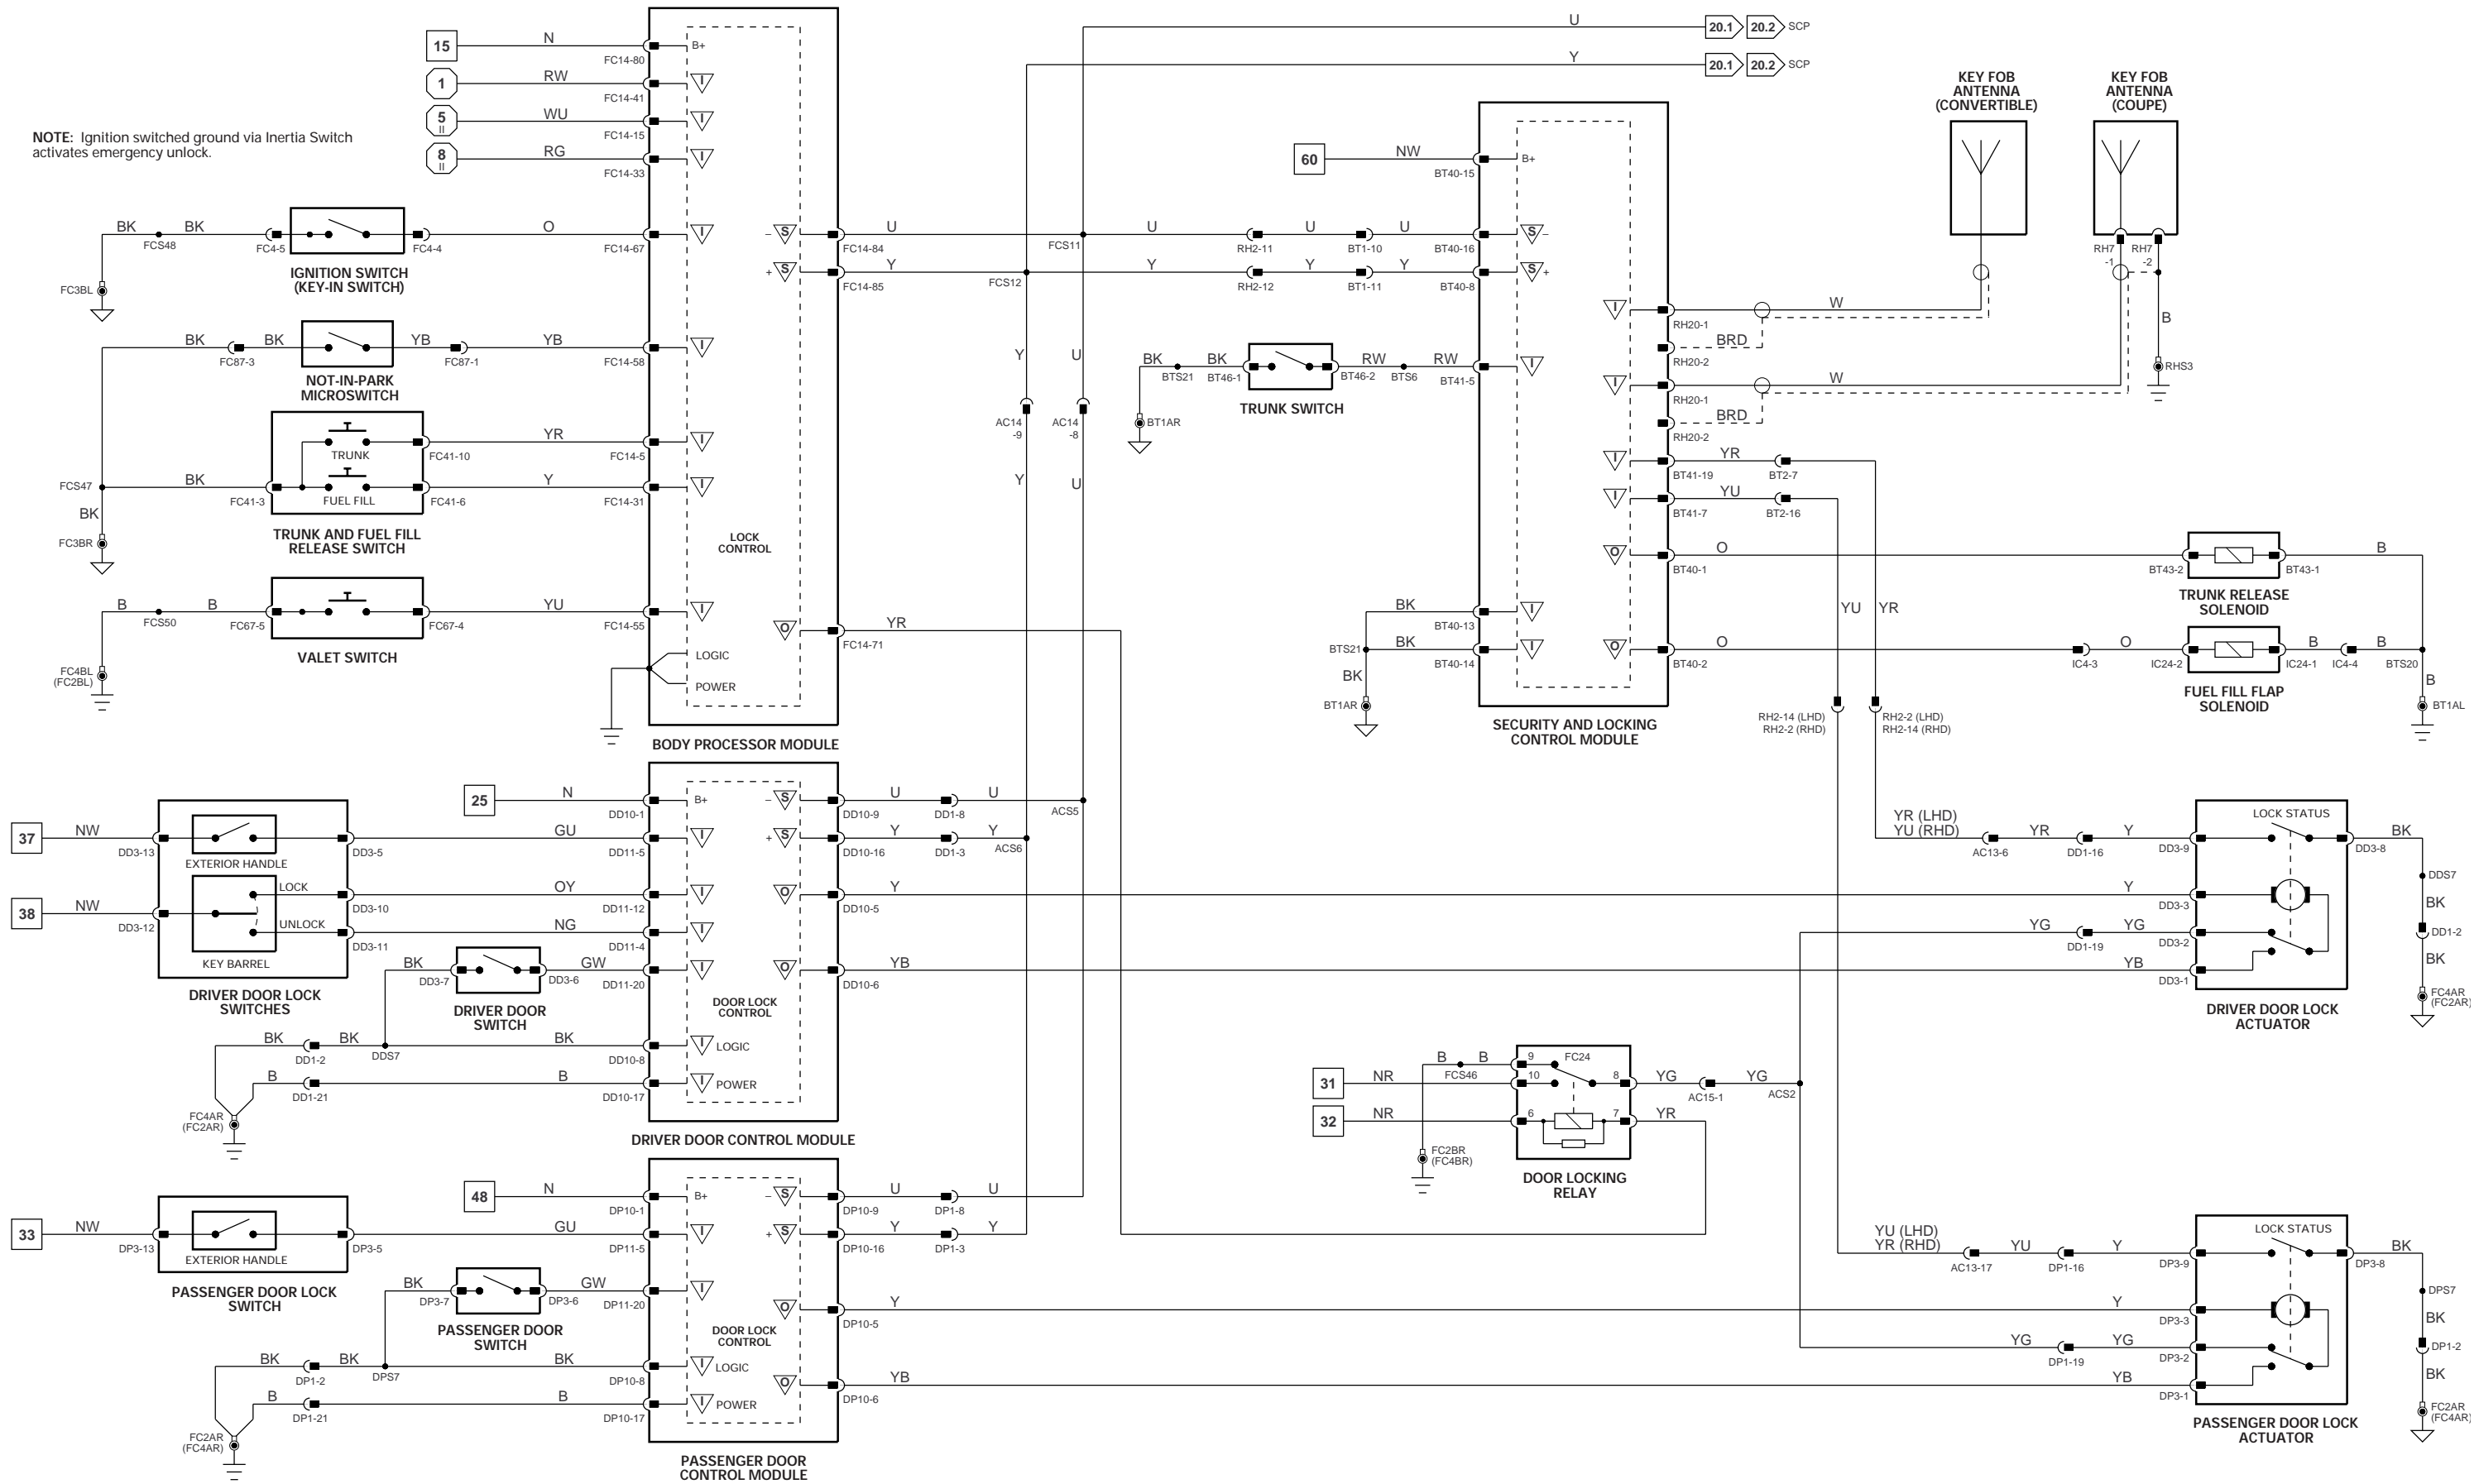 NOTE: Ignition switched ground via Inertia Switch
activates emergency unlock.
15
N
FC14-80
B+
1
RW
FC14-41
I
5
II
WU
FC14-15
I
8
II
RG
FC14-33
I
BK
FCS48
BK
FC4-5
FC4-4
O
FC14-67
I
FC3BL
IGNITION SWITCH
(KEY-IN SWITCH)
BK
FC87-3
BK
YB
FC87-1
YB
FC14-58
I
NOT-IN-PARK
MICROSWITCH
TRUNK
FC41-10
YR
FC14-5
I
FCS47
BK
FC41-3
FUEL FILL
FC41-6
Y
FC14-31
I
BK
FC3BR
TRUNK AND FUEL FILL
RELEASE SWITCH
B
FCS50
B
FC67-5
FC67-4
YU
FC14-55
I
FC4BL
(FC2BL)
VALET SWITCH
LOCK
CONTROL
LOGIC
POWER
– S
FC14-84
U
+ S
FC14-85
Y
O
FC14-71
YR
BODY PROCESSOR MODULE
U
20.1
20.2
SCP
Y
20.1
20.2
SCP
FCS11
U
RH2-11
U
BT1-10
U
BT40-16
S –
FCS12
Y
RH2-12
Y
BT1-11
Y
BT40-8
S +
Y
U
AC14
-9
AC14
-8
Y
U
60
NW
BT40-15
B+
BK
BTS21
BK
BT46-1
BT46-2
RW
BTS6
RW
BT41-5
I
BT1AR
TRUNK SWITCH
BK
BT40-13
I
BTS21
BK
BT40-14
I
BK
BT1AR
SECURITY AND LOCKING
CONTROL MODULE
I
RH20-1
W
BRD
RH20-2
I
RH20-1
W
BRD
RH20-2
I
BT41-19
YR
BT2-7
I
BT41-7
YU
BT2-16
O
BT40-1
O
O
BT40-2
O
KEY FOB
ANTENNA
(CONVERTIBLE)
KEY FOB
ANTENNA
(COUPE)
RH7
-1
RH7
-2
B
RHS3
YU
YR
RH2-14 (LHD)
RH2-2 (RHD)
RH2-2 (LHD)
RH2-14 (RHD)
BT43-2
BT43-1
B
TRUNK RELEASE
SOLENOID
IC4-3
O
IC24-2
IC24-1
B
IC4-4
B
BTS20
FUEL FILL FLAP
SOLENOID
B
BT1AL
37
NW
DD3-13
EXTERIOR HANDLE
DD3-5
GU
DD11-5
I
38
NW
DD3-12
LOCK
DD3-10
OY
DD11-12
I
UNLOCK
DD3-11
NG
DD11-4
I
KEY BARREL
DRIVER DOOR LOCK
SWITCHES
25
N
DD10-1
B+
BK
DD3-7
DD3-6
GW
DD11-20
I
DRIVER DOOR
SWITCH
BK
DD1-2
BK
DDS7
BK
DD10-8
I
LOGIC
B
DD1-21
B
DD10-17
I
POWER
FC4AR
(FC2AR)
DOOR LOCK
CONTROL
– S
DD10-9
U
DD1-8
U
ACS5
+ S
DD10-16
Y
DD1-3
Y
ACS6
O
DD10-5
Y
O
DD10-6
YB
DRIVER DOOR CONTROL MODULE
YR (LHD)
YU (RHD)
AC13-6
YR
DD1-16
Y
DD3-9
LOCK STATUS
DD3-8
BK
Y
DD3-3
YG
DD1-19
YG
DD3-2
YB
DD3-1
DDS7
BK
DD1-2
BK
FC4AR
(FC2AR)
DRIVER DOOR LOCK
ACTUATOR
B
FCS46
B
9
FC24
31
NR
10
8
YG
AC15-1
YG
ACS2
32
NR
6
7
YR
FC2BR
(FC4BR)
DOOR LOCKING
RELAY
33
NW
DP3-13
EXTERIOR HANDLE
DP3-5
GU
DP11-5
I
PASSENGER DOOR LOCK
SWITCH
48
N
DP10-1
B+
BK
DP3-7
DP3-6
GW
DP11-20
I
PASSENGER DOOR
SWITCH
BK
DP1-2
BK
DPS7
BK
DP10-8
I
LOGIC
B
DP1-21
B
DP10-17
I
POWER
FC2AR
(FC4AR)
DOOR LOCK
CONTROL
– S
DP10-9
U
DP1-8
U
+ S
DP10-16
Y
DP1-3
Y
O
DP10-5
Y
O
DP10-6
YB
PASSENGER DOOR
CONTROL MODULE
YU (LHD)
YR (RHD)
AC13-17
YU
DP1-16
Y
DP3-9
LOCK STATUS
DP3-8
BK
Y
DP3-3
YG
DP1-19
YG
DP3-2
YB
DP3-1
DPS7
BK
DP1-2
BK
FC2AR
(FC4AR)
PASSENGER DOOR LOCK
ACTUATOR